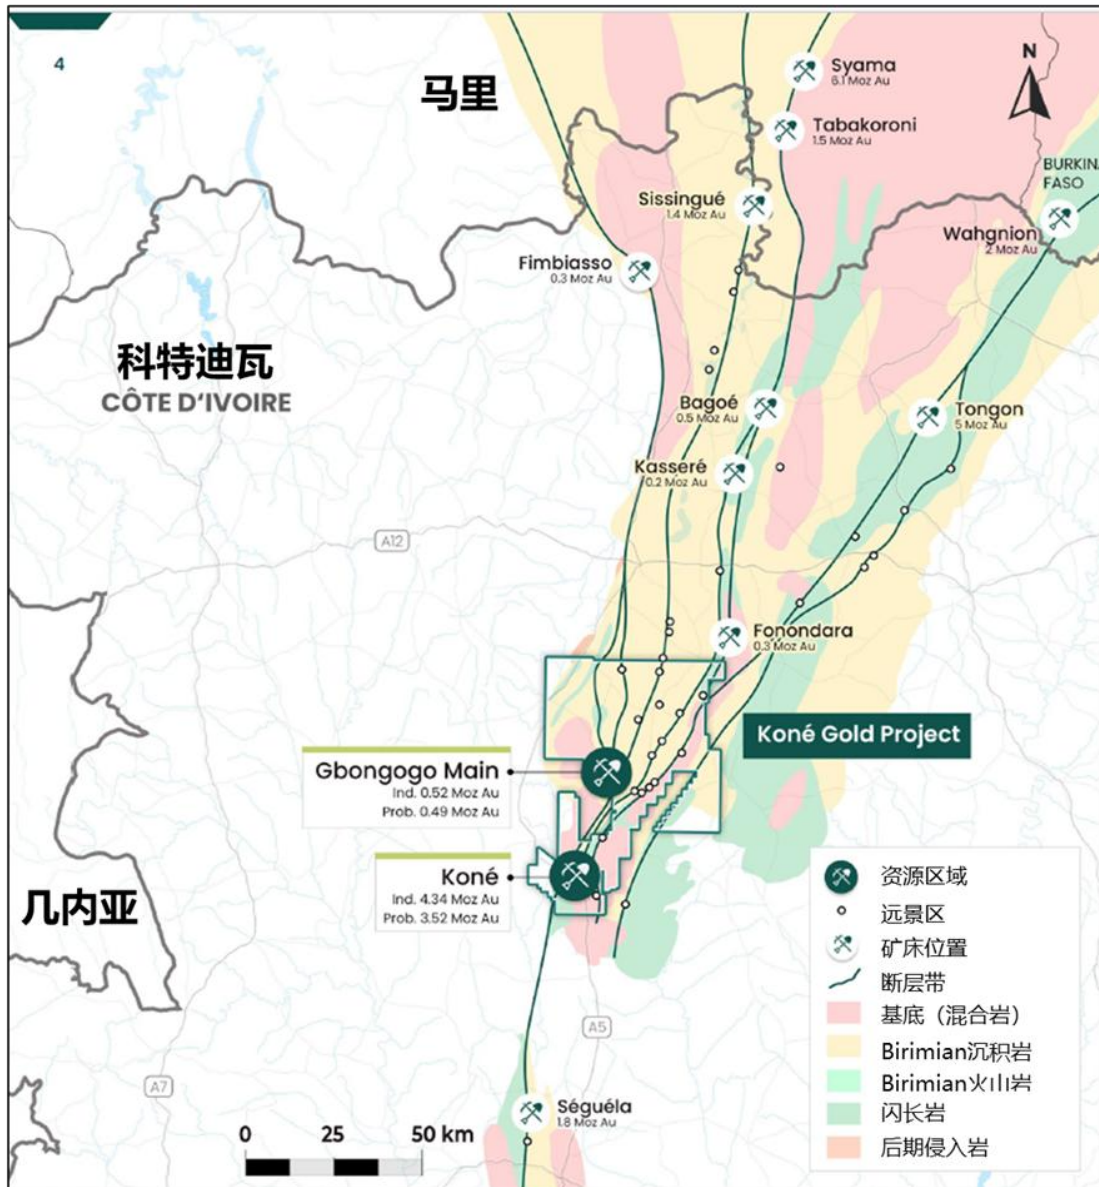 4
马里
N
Syama
6.1 Moz Au
Tabakoroni
1.5 Moz Au
BURKINA
FASO
Sissingué
1.4 Moz Au
Wahgnion
2 Moz Au
Fimbiasso
0.3 Moz Au
科特迪瓦
CÔTE D'IVOIRE
Bagoé
0.5 Moz Au
Tongon
5 Moz Au
Kasseré
0.2 Moz Au
A12
Fonondara
0.3 Moz Au
Koné Gold Project
Gbongogo Main
Ind. 0.52 Moz Au
Prob. 0.49 Moz Au
Koné
Ind. 4.34 Moz Au
Prob. 3.52 Moz Au
几内亚
资源区域
远景区
矿床位置
断层带
基底（混合岩）
Birimian沉积岩
Birimian火山岩
闪长岩
后期侵入岩
A5
A7
Séguéla
1.8 Moz Au
0 25 50 km